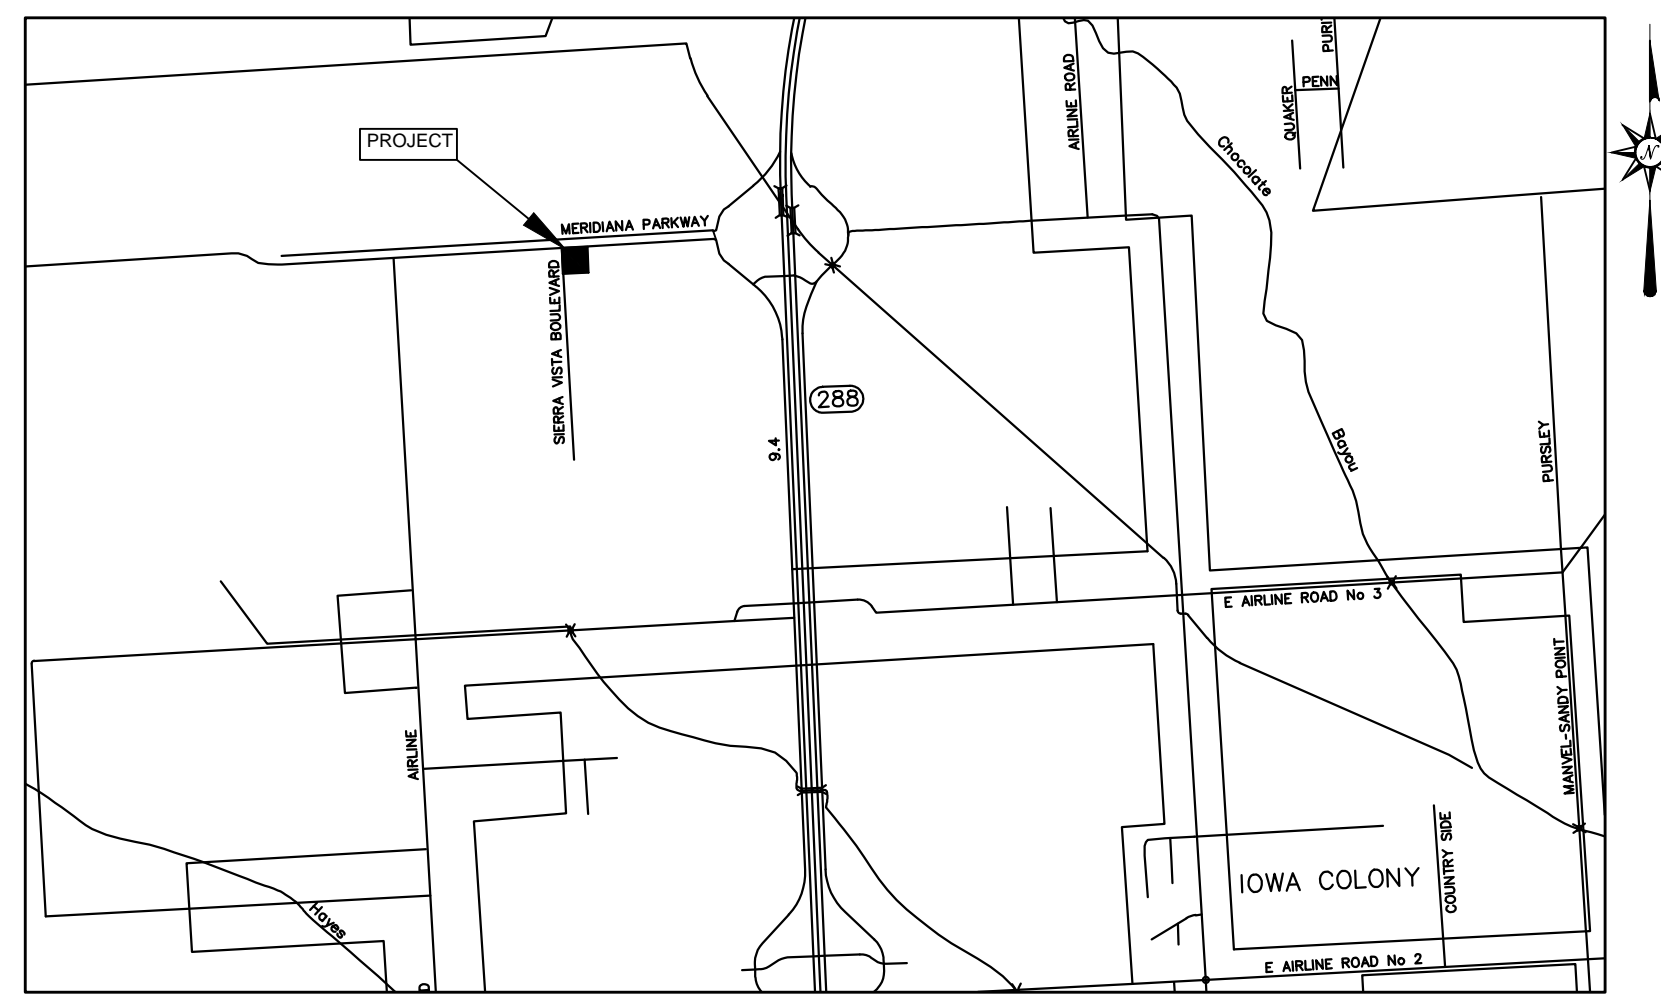 PURI
AIRLINE ROAD
PENN
QUAKER
PROJECT
Chocolate
N
MERIDIANA PARKWAY
SIERRA VISTA BOULEVARD
288
9.4
Bayou
PURSLEY
E AIRLINE ROAD No 3
MANVEL-SANDY POINT
AIRLINE
COUNTRY SIDE
IOWA COLONY
Hayes
E AIRLINE ROAD No 2
D